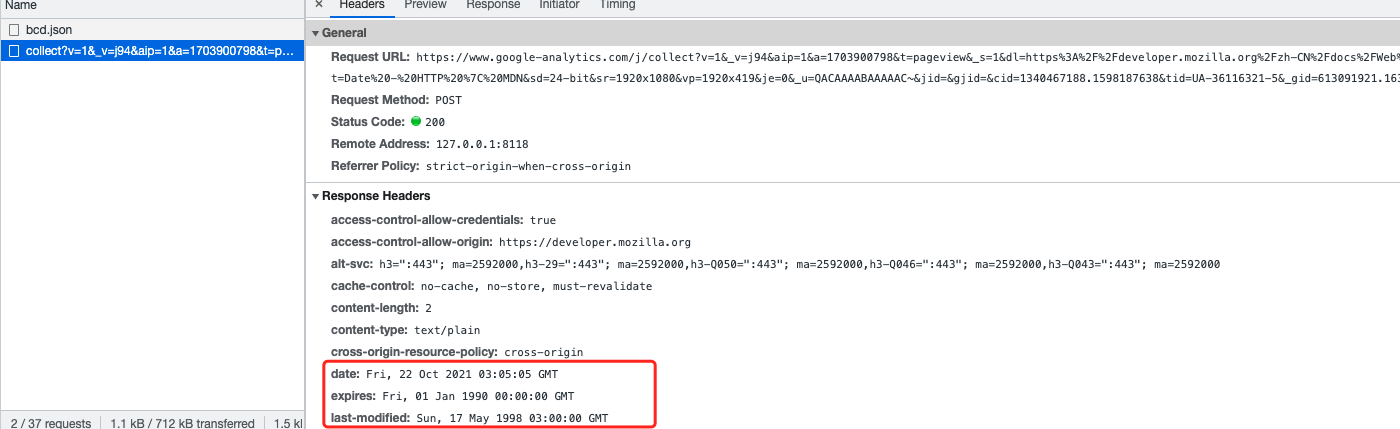 Name
× Headers Preview Response Initiator Timing
bcd.json
collect?v=1&_v=j94&aip=1&a=1703900798&t=p...
General
Request URL: https://www.google-analytics.com/j/collect?v=1&_v=j94&aip=1&a=1703900798&t=pageview&_s=1&dl=https%3A%2F%2Fdeveloper.mozilla.org%2Fzh-CN%2Fdocs%2FWeb%
t=Date%20-%20HTTP%20%7C%20MDN&sd=24-bit&sr=1920x1080&vp=1920x419&je=0&_u=QACAAAABAAAAAC~&jid=&gjid=&cid=1340467188.1598187638&tid=UA-36116321-5&_gid=613091921.163
Request Method: POST
Status Code: 200
Remote Address: 127.0.0.1:8118
Referrer Policy: strict-origin-when-cross-origin
Response Headers
access-control-allow-credentials: true
access-control-allow-origin: https://developer.mozilla.org
alt-svc: h3=":443"; ma=2592000,h3-29=":443"; ma=2592000,h3-Q050=":443"; ma=2592000,h3-Q046=":443"; ma=2592000,h3-Q043=":443"; ma=2592000
cache-control: no-cache, no-store, must-revalidate
content-length: 2
content-type: text/plain
cross-origin-resource-policy: cross-origin
date: Fri, 22 Oct 2021 03:05:05 GMT
expires: Fri, 01 Jan 1990 00:00:00 GMT
last-modified: Sun, 17 May 1998 03:00:00 GMT
2 / 37 requests 1.1 kB / 712 kB transferred 1.5 kl